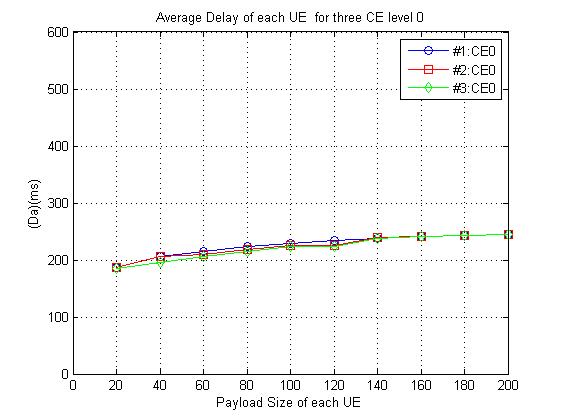 Average Delay of each UE for three CE level 0
600
500
400
300
200
100
0
(Da)(ms)
#1:CE0
#2:CE0
#3:CE0
0 20 40 60 80 100 120 140 160 180 200
Payload Size of each UE